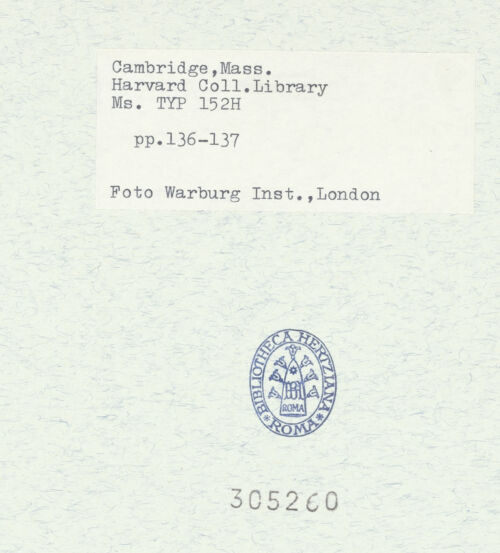 Cambridge,Mass.
Harvard Coll.Library
Ms. TYP 152H
pp.136-137
Foto Warburg Inst.,London
BIBLIOTHECA HERTZIANA
ROMA
*ROMA*
305260